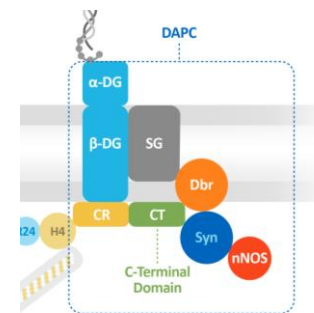 DAPC
α-DG
β-DG
SG
Dbr
CR
CT
H4
Syn
nNOS
C-Terminal
Domain